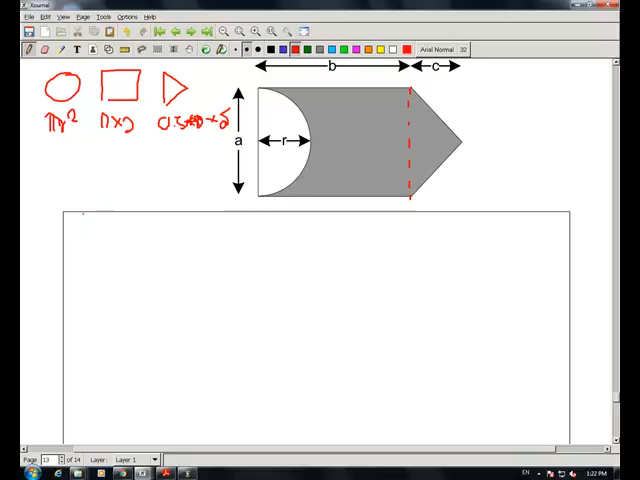 Xournal
File Edit View Page Tools Options Help
Arial Normal 32
b c
πr²
a r
Page 13 of 14 Layer: Layer 1
EN 1:22 PM